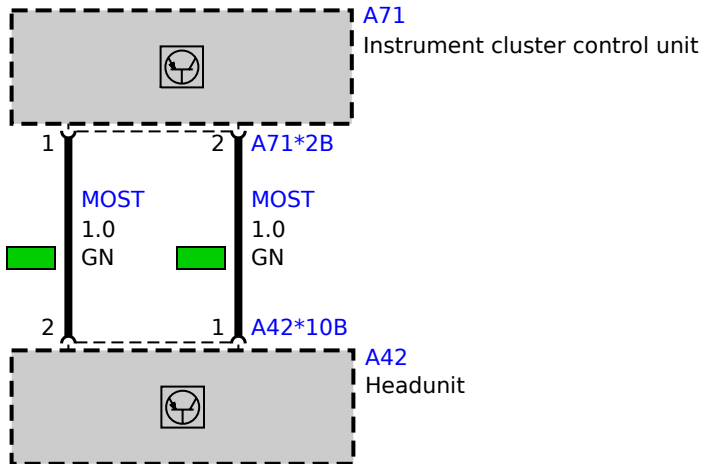 A71
Instrument cluster control unit
1
2
A71*2B
MOST
MOST
1.0
1.0
GN
GN
2
1
A42*10B
A42
Headunit